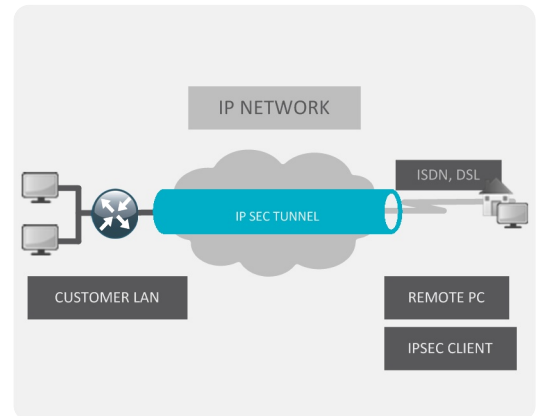 IP NETWORK
ISDN, DSL
IP SEC TUNNEL
CUSTOMER LAN
REMOTE PC
IPSEC CLIENT